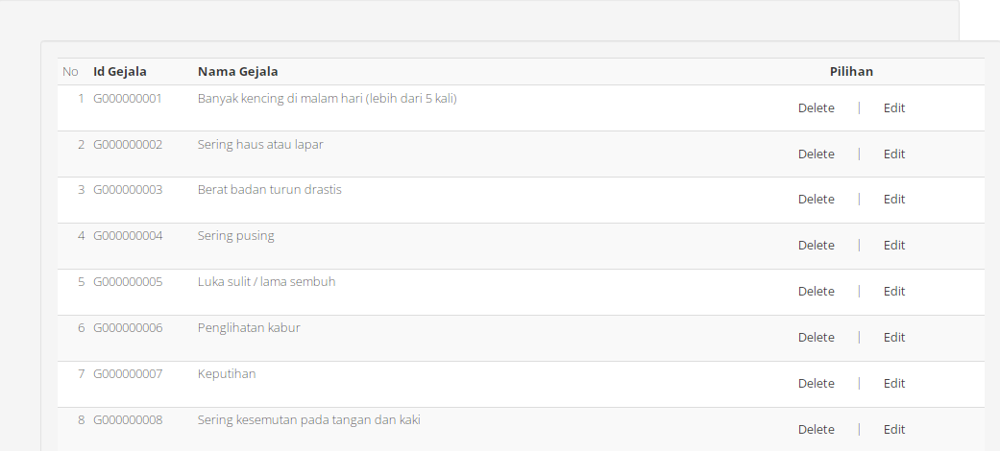 No Id Gejala Nama Gejala Pilihan
1 G000000001 Banyak kencing di malam hari (lebih dari 5 kali) Delete | Edit
2 G000000002 Sering haus atau lapar Delete | Edit
3 G000000003 Berat badan turun drastis Delete | Edit
4 G000000004 Sering pusing Delete | Edit
5 G000000005 Luka sulit / lama sembuh Delete | Edit
6 G000000006 Penglihatan kabur Delete | Edit
7 G000000007 Keputihan Delete | Edit
8 G000000008 Sering kesemutan pada tangan dan kaki Delete | Edit